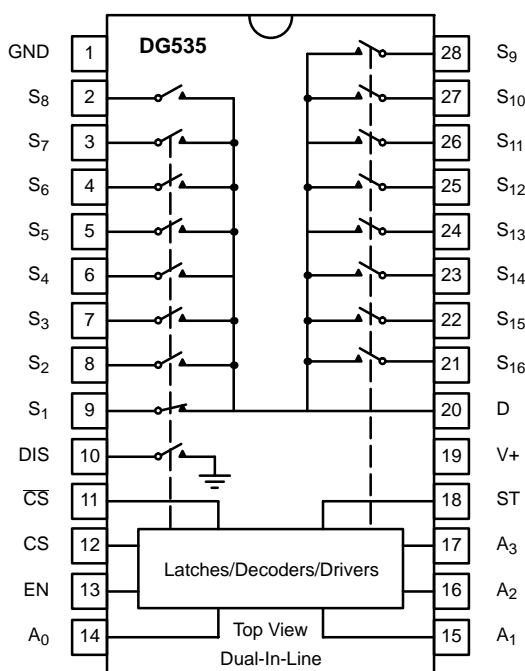 DG535
GND 1 28 S9
S8 2 27 S10
S7 3 26 S11
S6 4 25 S12
S5 5 24 S13
S4 6 23 S14
S3 7 22 S15
S2 8 21 S16
S1 9 20 D
DIS 10 19 V+
C̅S̅ 11 18 ST
CS 12 17 A3
Latches/Decoders/Drivers
EN 13 16 A2
A0 14 15 A1
Top View
Dual-In-Line